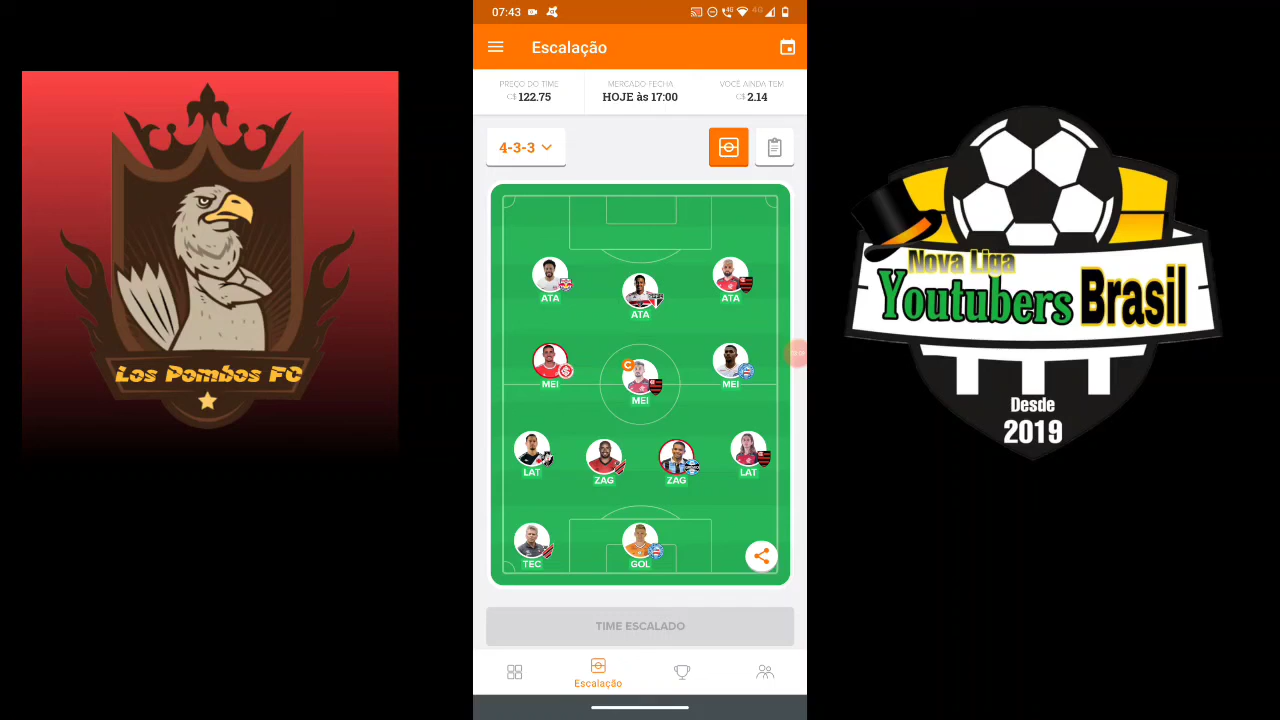 07:43
4G
4G
Escalação
PREÇO DO TIME
C$ 122.75
MERCADO FECHA
HOJE às 17:00
VOCÊ AINDA TEM
C$ 2.14
4-3-3
ATA
ATA
ATA
MEI
C
MEI
MEI
LAT
ZAG
ZAG
LAT
TEC
GOL
TIME ESCALADO
Escalação
Los Pombos FC
Nova Liga
Youtubers Brasil
Desde
2019